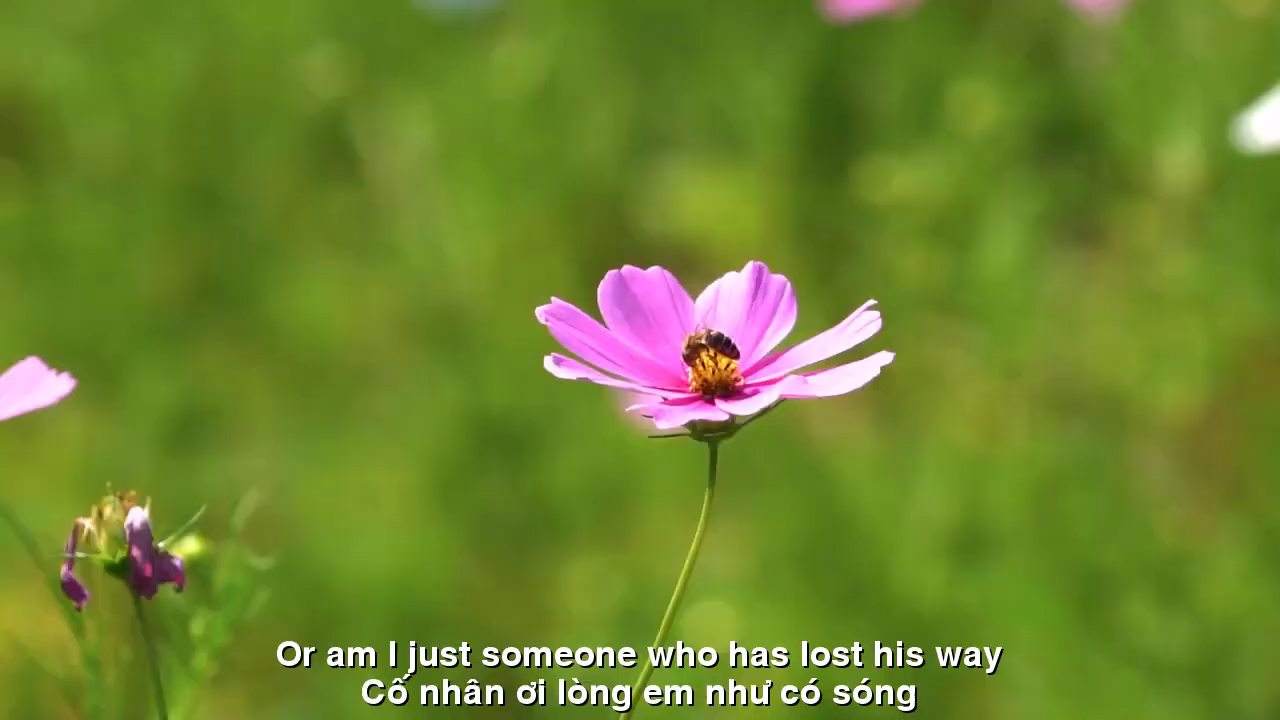 Or am I just someone who has lost his way
Cố nhân ơi lòng em như có sóng